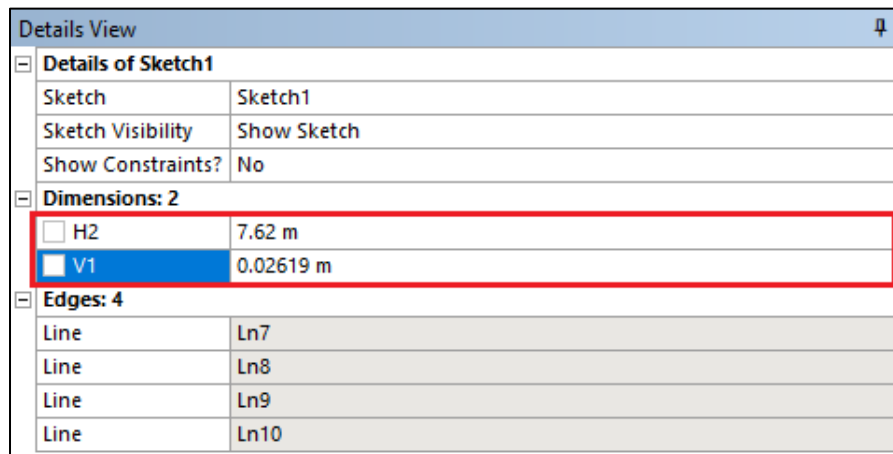 Details View
Details of Sketch1
Sketch Sketch1
Sketch Visibility Show Sketch
Show Constraints? No
Dimensions: 2
H2 7.62 m
V1 0.02619 m
Edges: 4
Line Ln7
Line Ln8
Line Ln9
Line Ln10